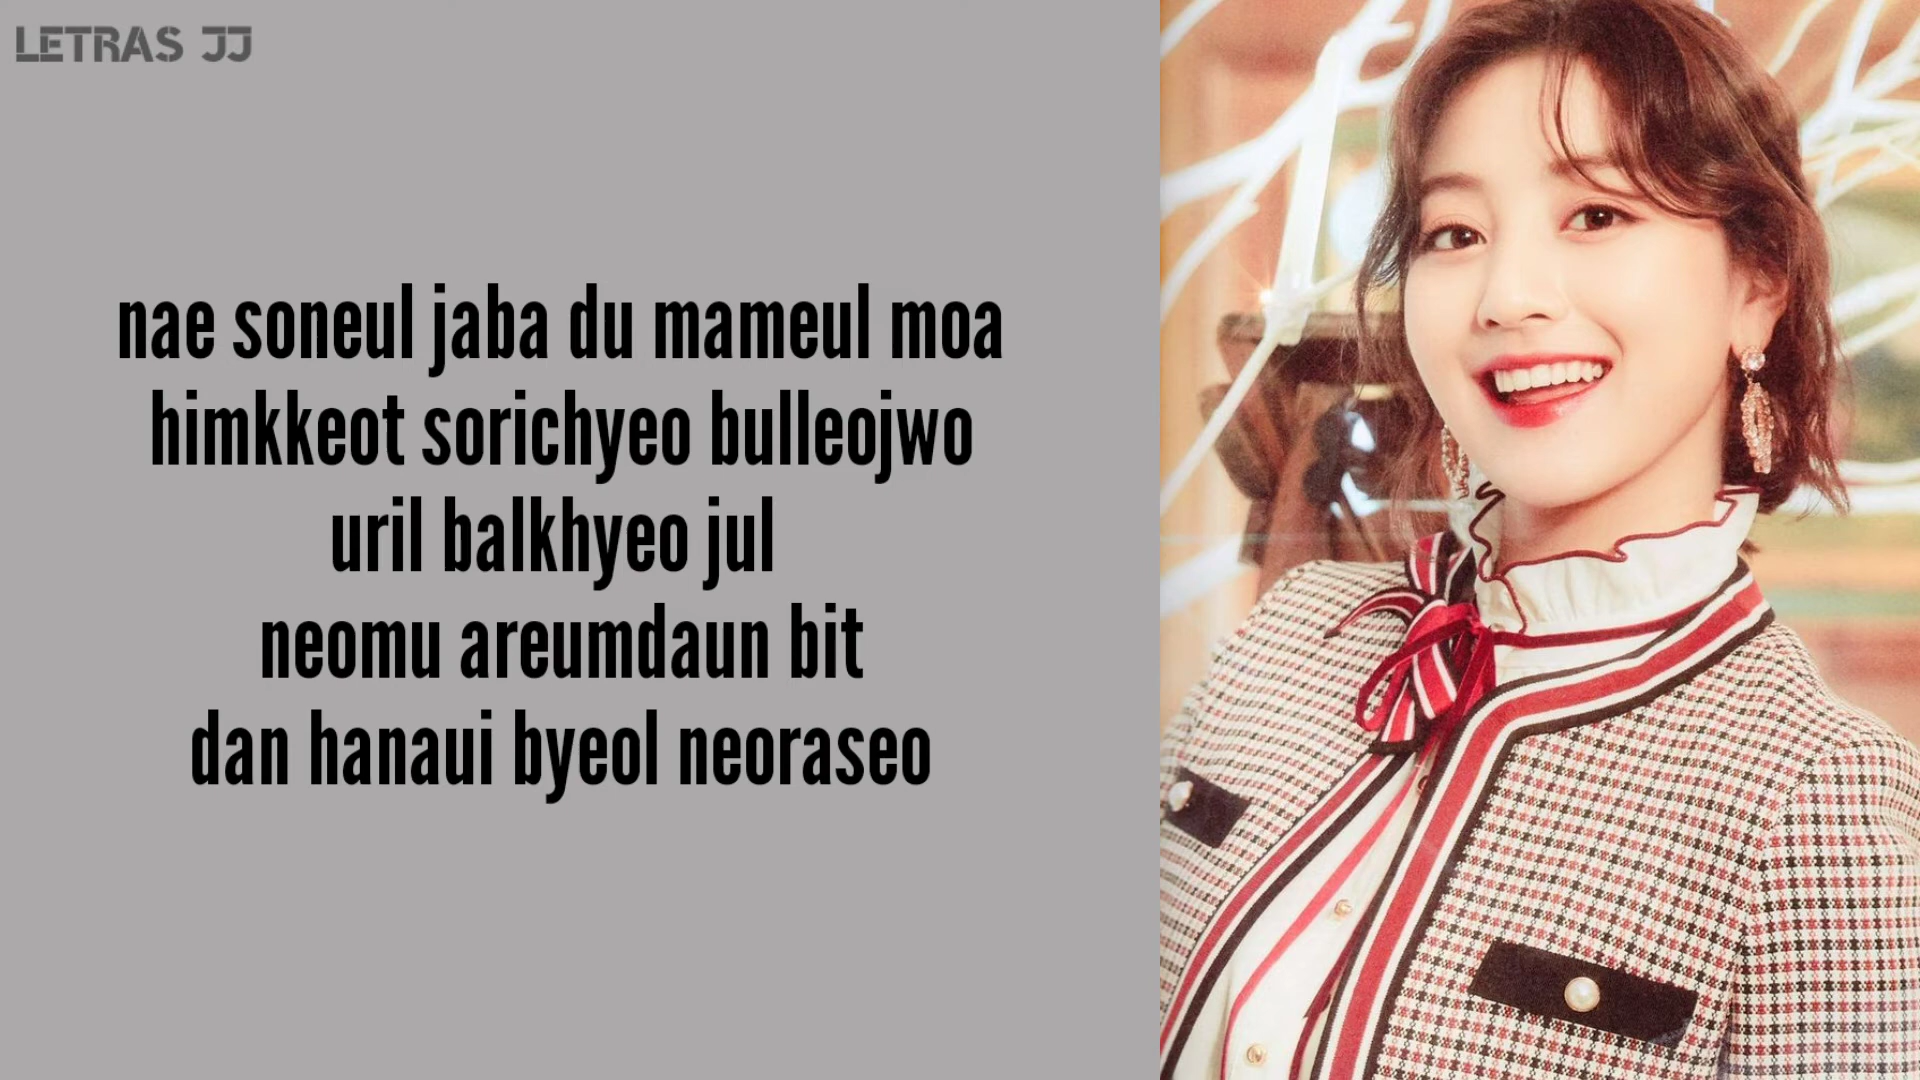 LETRAS JJ
nae soneul jaba du mameul moa
himkkeot sorichyeo bulleojwo
uril balkhyeo jul
neomu areumdaun bit
dan hanaui byeol neoraseo